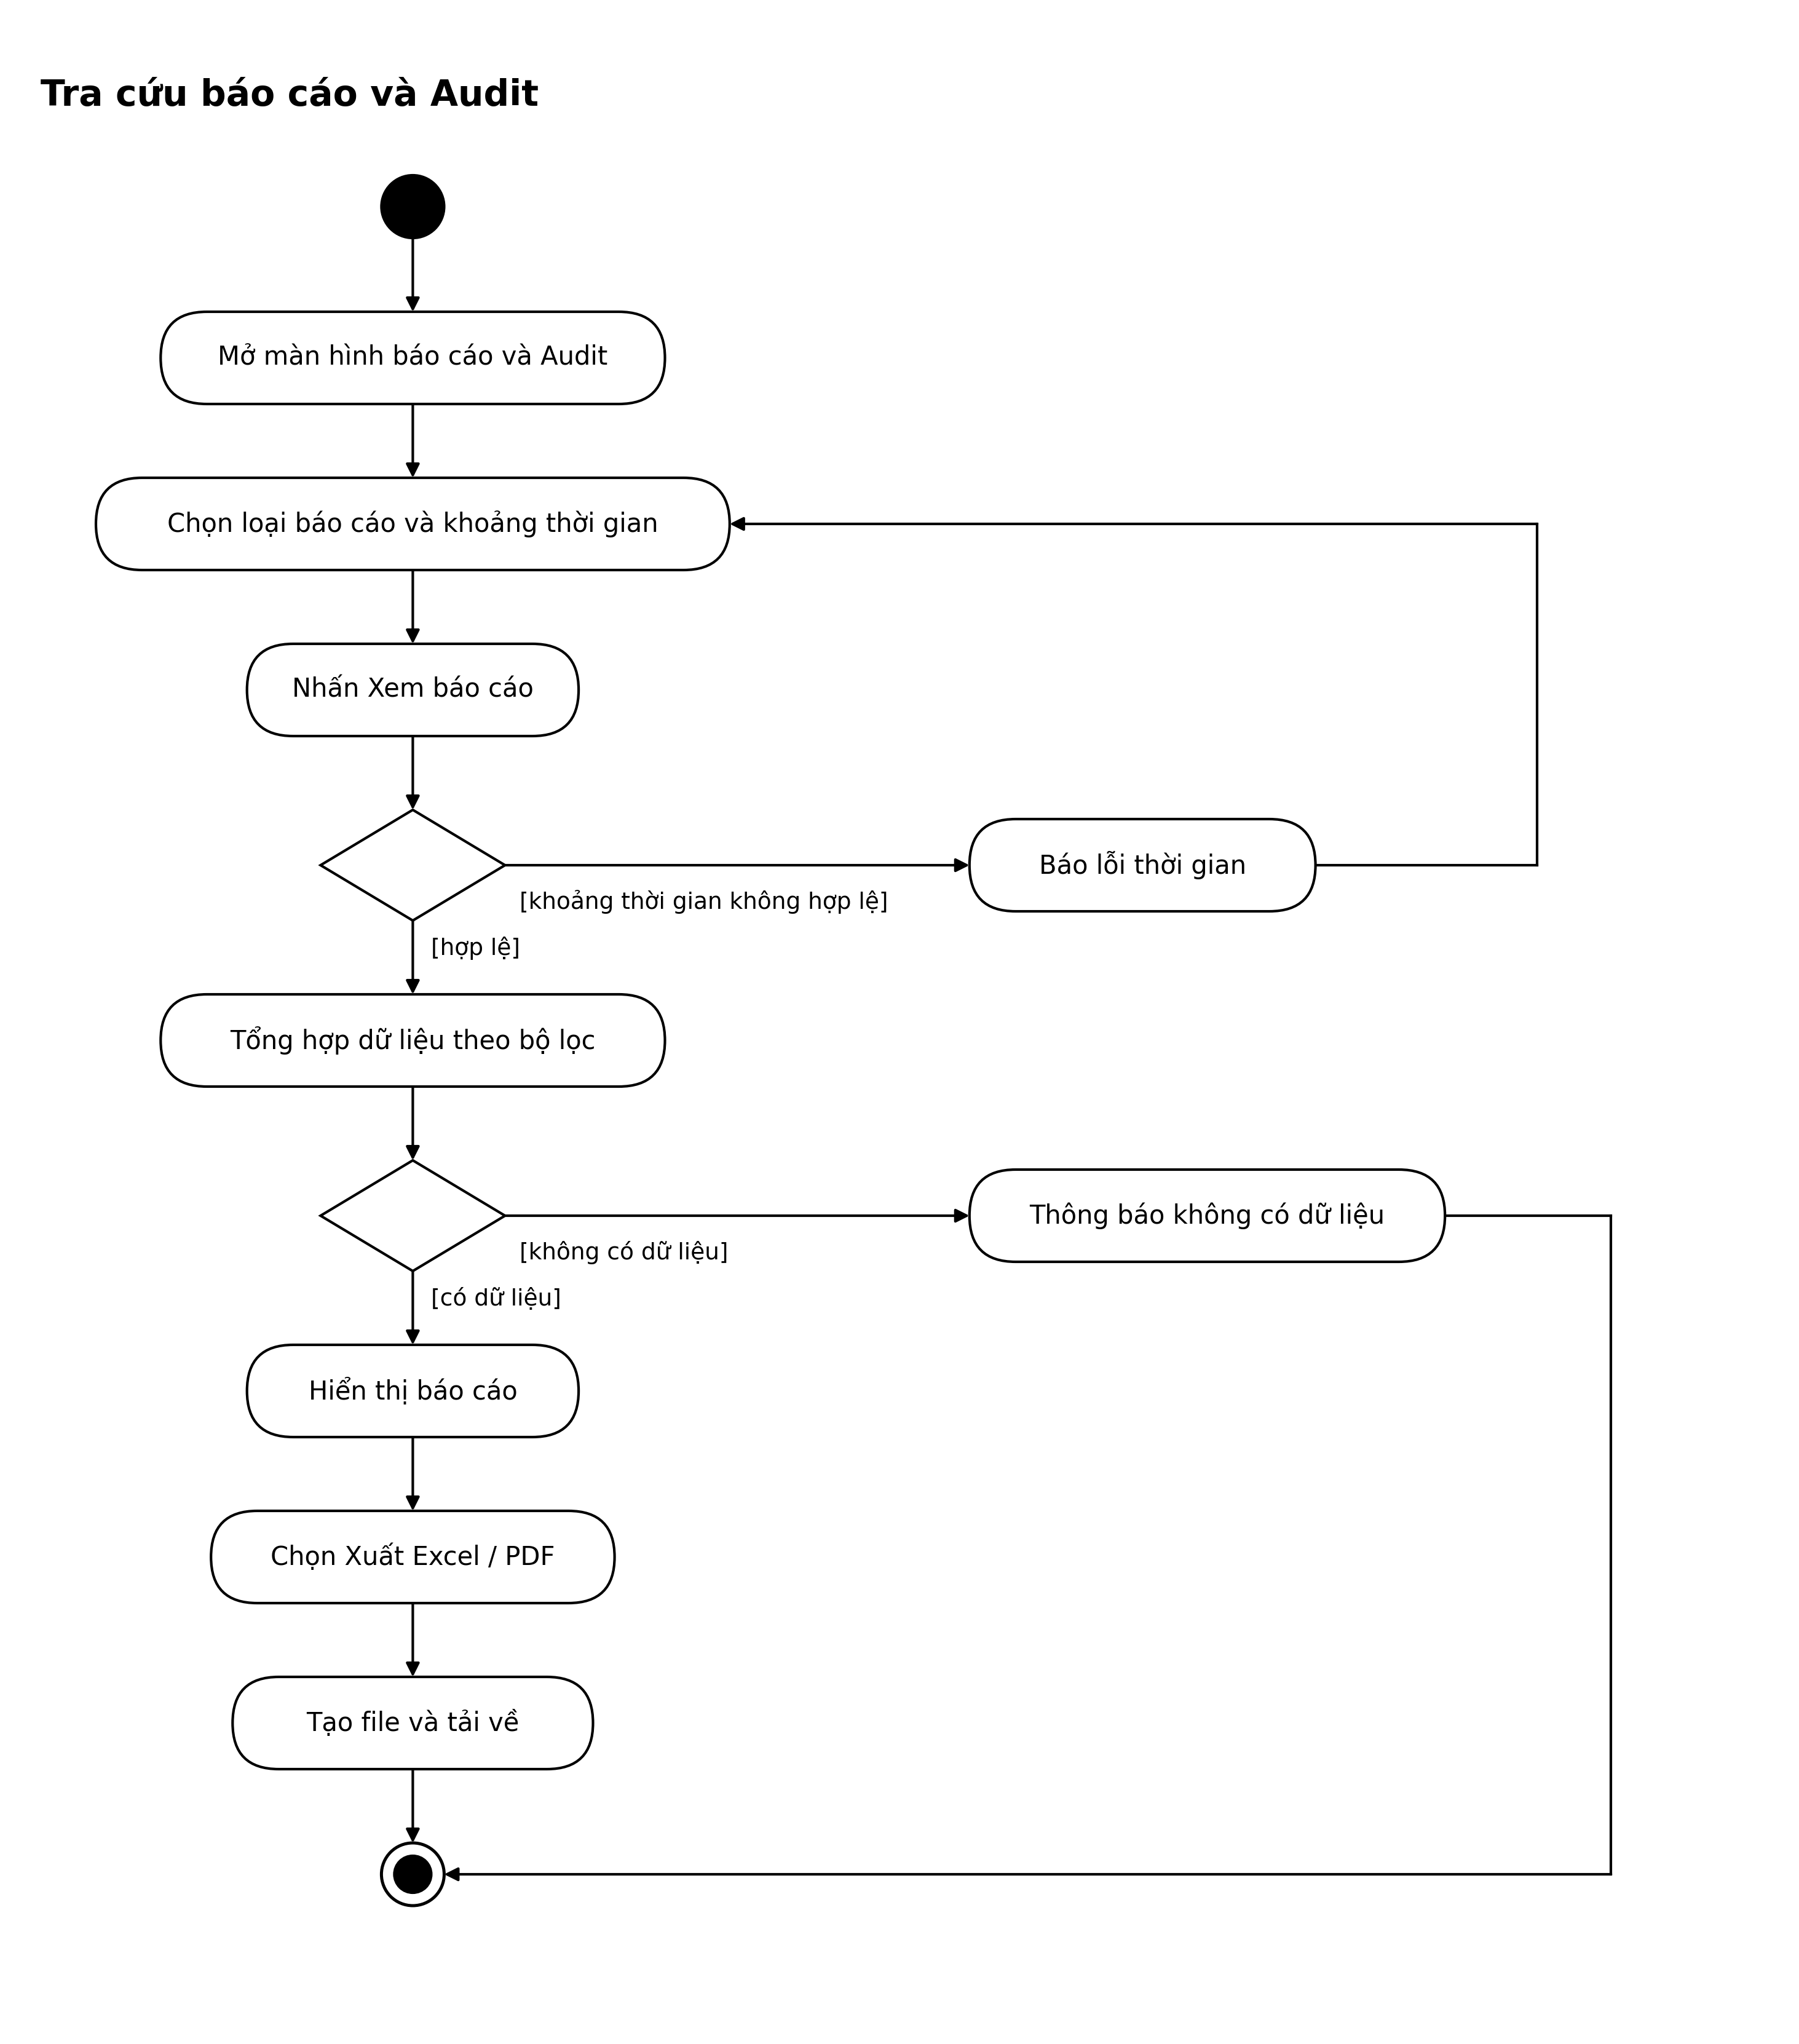 Tra cứu báo cáo và Audit
Mở màn hình báo cáo và Audit
Chọn loại báo cáo và khoảng thời gian
Nhấn Xem báo cáo
Báo lỗi thời gian
[khoảng thời gian không hợp lệ]
[hợp lệ]
Tổng hợp dữ liệu theo bộ lọc
Thông báo không có dữ liệu
[không có dữ liệu]
[có dữ liệu]
Hiển thị báo cáo
Chọn Xuất Excel / PDF
Tạo file và tải về